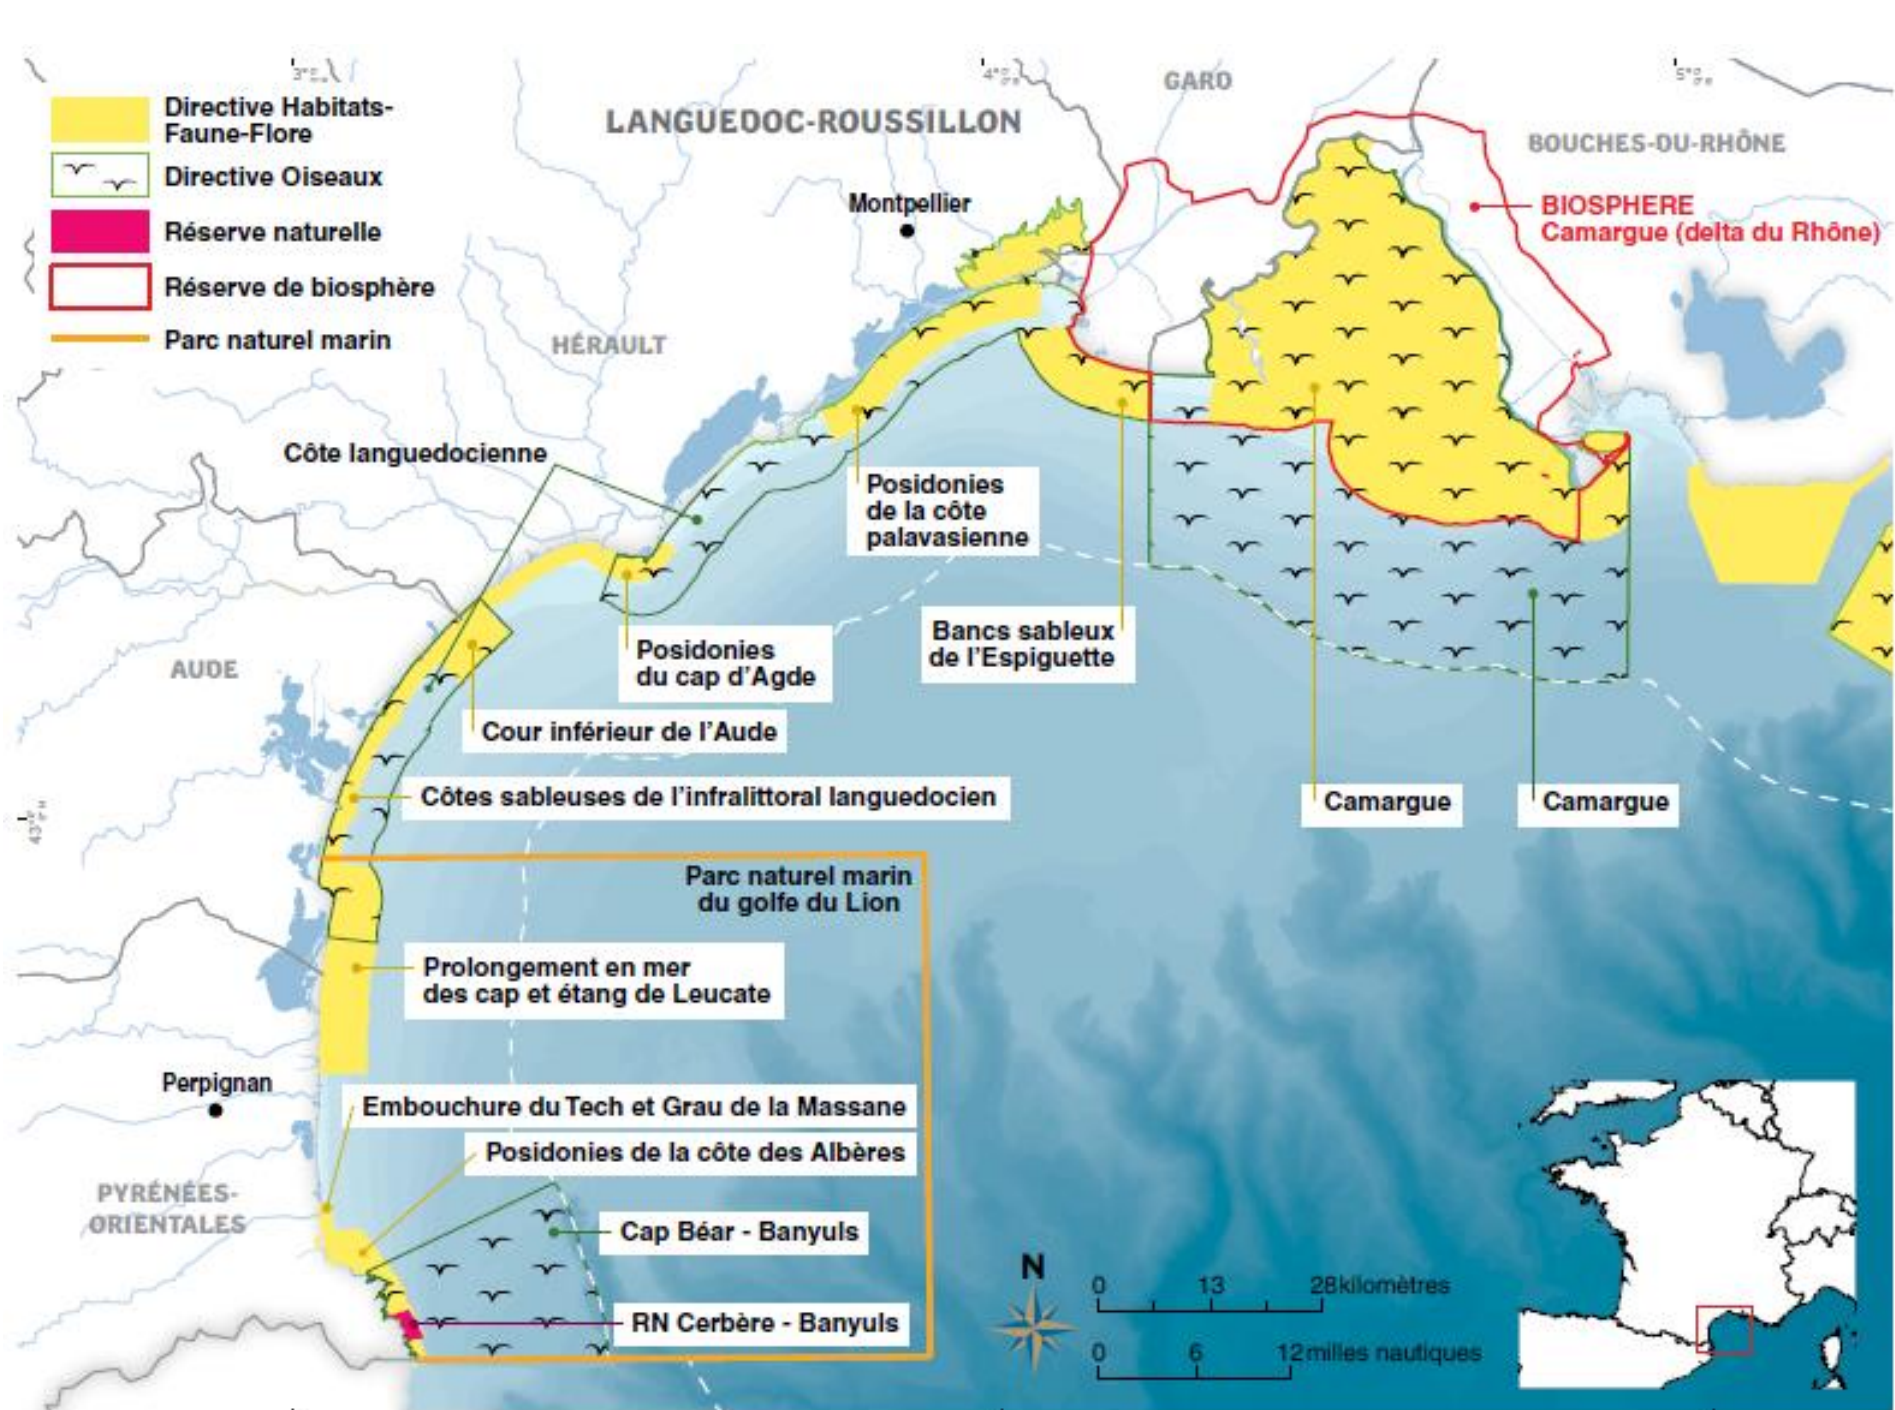 3°
4°
5°
GARD
LANGUEDOC-ROUSSILLON
BOUCHES-DU-RHÔNE
Directive Habitats-
Faune-Flore
Directive Oiseaux
Réserve naturelle
Réserve de biosphère
Parc naturel marin
Montpellier
BIOSPHERE
Camargue (delta du Rhône)
HÉRAULT
Côte languedocienne
Posidonies
de la côte
palavasienne
Bancs sableux
de l'Espiguette
Posidonies
du cap d'Agde
AUDE
Cour inférieur de l'Aude
Côtes sableuses de l'infralittoral languedocien
Camargue
Camargue
43°
Parc naturel marin
du golfe du Lion
Prolongement en mer
des cap et étang de Leucate
Perpignan
Embouchure du Tech et Grau de la Massane
Posidonies de la côte des Albères
PYRÉNÉES-
ORIENTALES
Cap Béar - Banyuls
RN Cerbère - Banyuls
N
0 13 28 kilomètres
0 6 12 milles nautiques